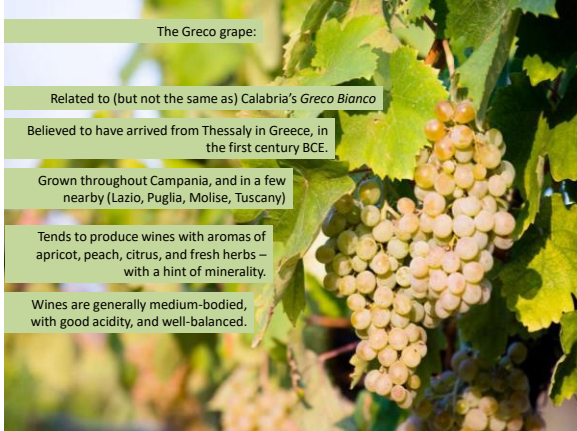 The Greco grape:
Related to (but not the same as) Calabria's Greco Bianco
Believed to have arrived from Thessaly in Greece, in
the first century BCE.
Grown throughout Campania, and in a few
nearby (Lazio, Puglia, Molise, Tuscany)
Tends to produce wines with aromas of
apricot, peach, citrus, and fresh herbs –
with a hint of minerality.
Wines are generally medium-bodied,
with good acidity, and well-balanced.